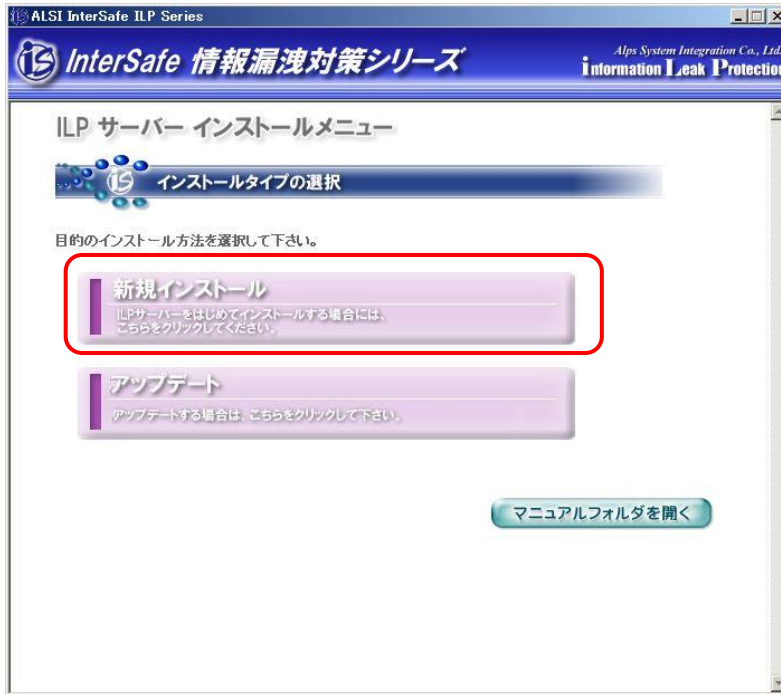 ALSI InterSafe ILP Series
iS InterSafe 情報漏洩対策シリーズ
Alps System Integration Co., Ltd.
information Leak Protection
ILP サーバー インストールメニュー
iS インストールタイプの選択
目的のインストール方法を選択して下さい。
新規インストール
ILPサーバーをはじめてインストールする場合には、
こちらをクリックしてください。
アップデート
アップデートする場合は、こちらをクリックして下さい。
マニュアルフォルダを開く